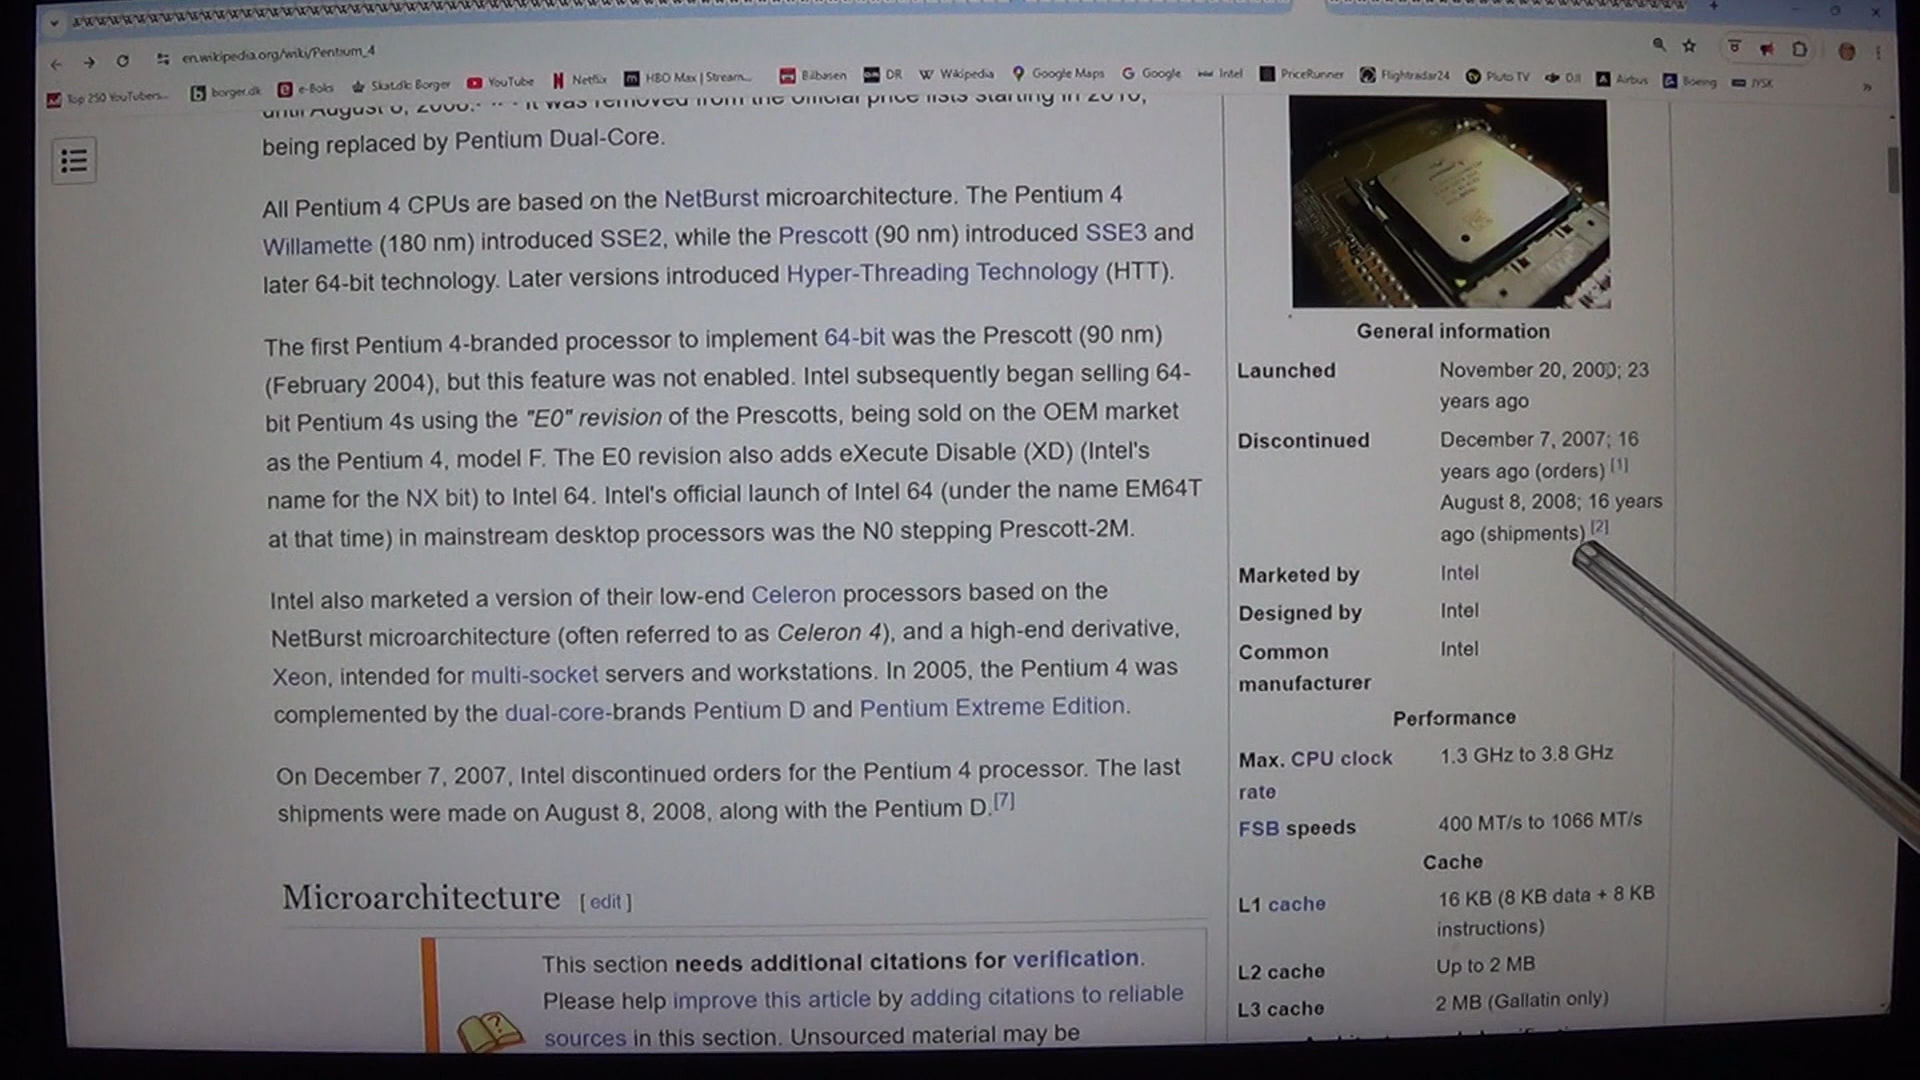 en.wikipedia.org/wiki/Pentium_4
Top 250 YouTubers... borger.dk e-Boks Skat.dk: Borger YouTube Netflix HBO Max | Stream... Bilbasen DR Wikipedia Google Maps Google Intel PriceRunner Flightradar24 Pluto TV DJI Airbus Boeing JYSK
being replaced by Pentium Dual-Core.
All Pentium 4 CPUs are based on the NetBurst microarchitecture. The Pentium 4
Willamette (180 nm) introduced SSE2, while the Prescott (90 nm) introduced SSE3 and
later 64-bit technology. Later versions introduced Hyper-Threading Technology (HTT).
The first Pentium 4-branded processor to implement 64-bit was the Prescott (90 nm)
(February 2004), but this feature was not enabled. Intel subsequently began selling 64-
bit Pentium 4s using the "E0" revision of the Prescotts, being sold on the OEM market
as the Pentium 4, model F. The E0 revision also adds eXecute Disable (XD) (Intel's
name for the NX bit) to Intel 64. Intel's official launch of Intel 64 (under the name EM64T
at that time) in mainstream desktop processors was the N0 stepping Prescott-2M.
Intel also marketed a version of their low-end Celeron processors based on the
NetBurst microarchitecture (often referred to as Celeron 4), and a high-end derivative,
Xeon, intended for multi-socket servers and workstations. In 2005, the Pentium 4 was
complemented by the dual-core-brands Pentium D and Pentium Extreme Edition.
On December 7, 2007, Intel discontinued orders for the Pentium 4 processor. The last
shipments were made on August 8, 2008, along with the Pentium D.[7]
Microarchitecture [ edit ]
This section needs additional citations for verification.
Please help improve this article by adding citations to reliable
sources in this section. Unsourced material may be
General information
Launched November 20, 2000; 23
years ago
Discontinued December 7, 2007; 16
years ago (orders) [1]
August 8, 2008; 16 years
ago (shipments) [2]
Marketed by Intel
Designed by Intel
Common Intel
manufacturer
Performance
Max. CPU clock 1.3 GHz to 3.8 GHz
rate
FSB speeds 400 MT/s to 1066 MT/s
Cache
L1 cache 16 KB (8 KB data + 8 KB
instructions)
L2 cache Up to 2 MB
L3 cache 2 MB (Gallatin only)